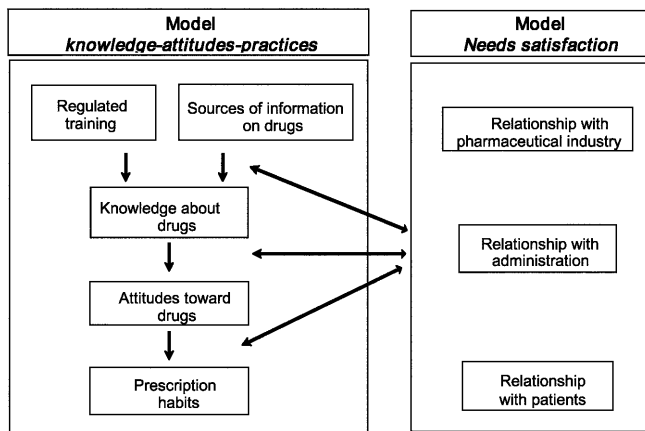 Model
knowledge-attitudes-practices
Regulated
training
Sources of information
on drugs
Knowledge about
drugs
Attitudes toward
drugs
Prescription
habits
Model
Needs satisfaction
Relationship with
pharmaceutical industry
Relationship with
administration
Relationship
with patients